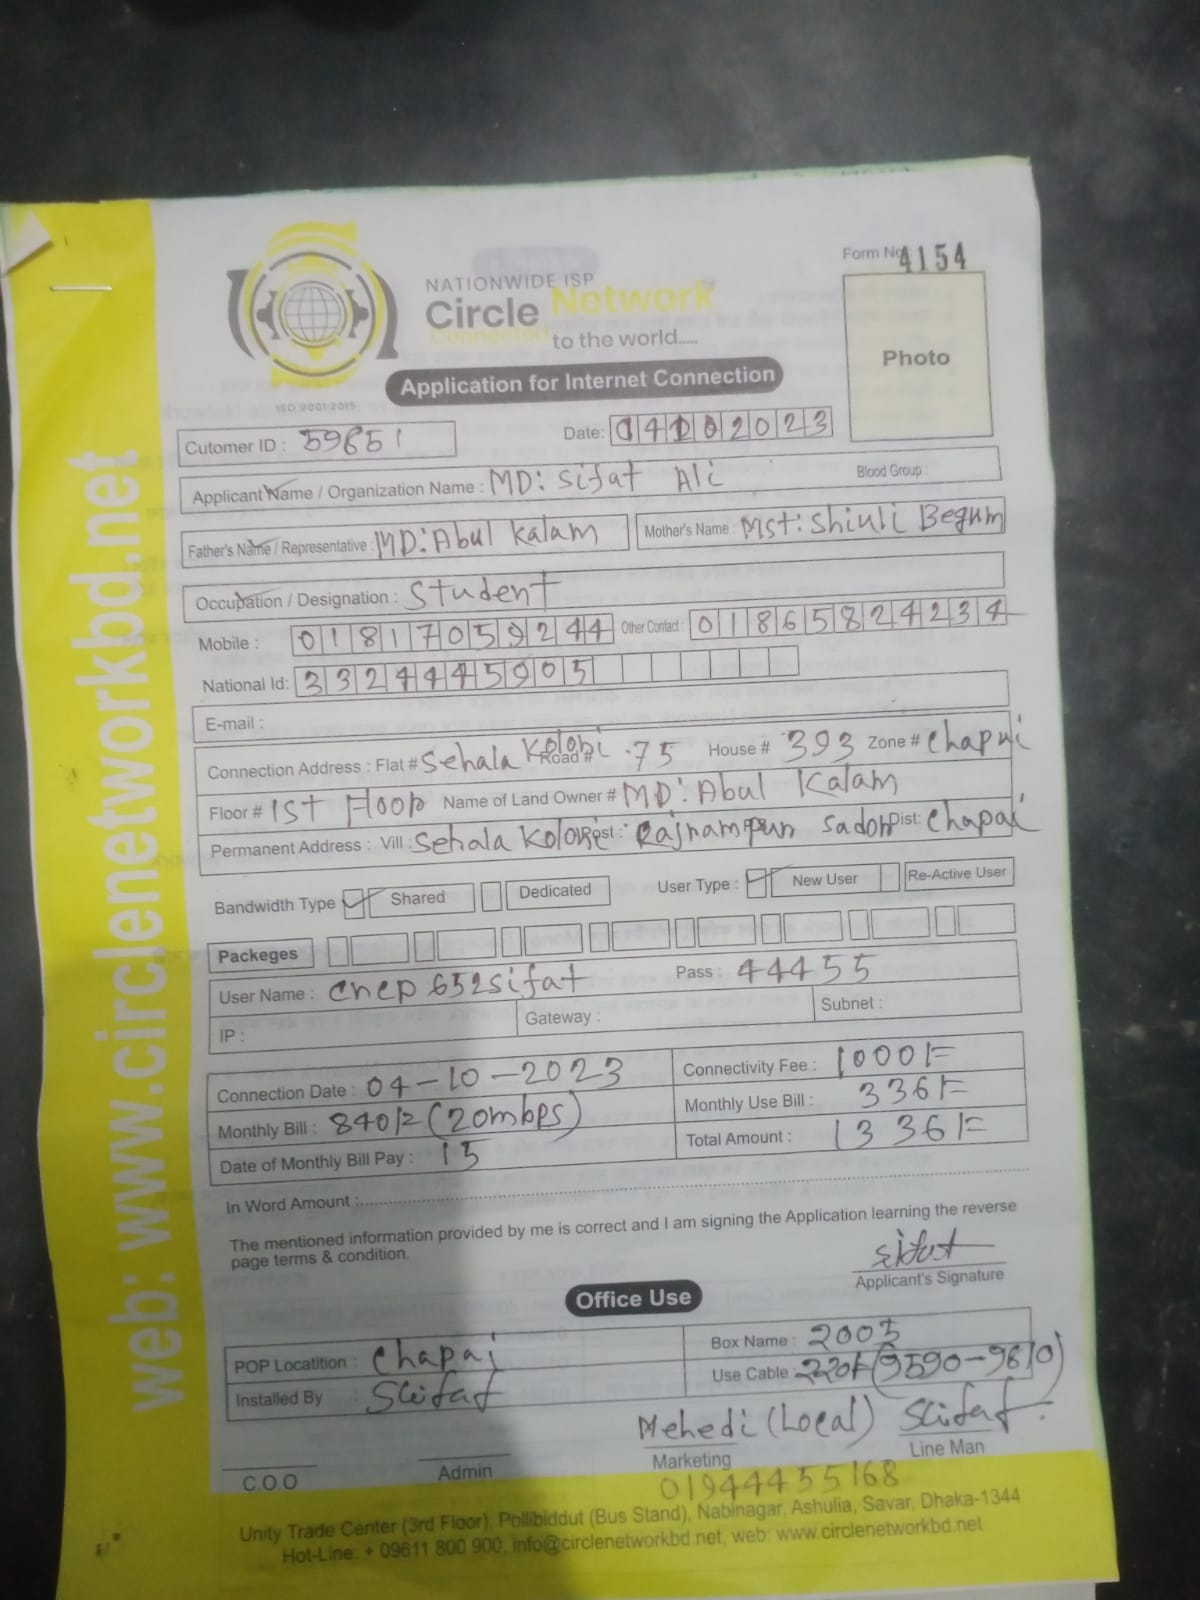 Form No 4154
NATIONWIDE ISP
Circle Network
Connected to the world.....
Photo
Application for Internet Connection
ISO 9001:2015
Cutomer ID : 59651 Date: 04102023
Applicant Name / Organization Name : MD: Sifat Ali Blood Group :
Father's Name / Representative : MD: Abul Kalam Mother's Name : Mst: Shiuli Begum
Occupation / Designation : Student
Mobile : 01817059244 Other Contact : 01865824234
National Id: 3324445905
E-mail :
Connection Address : Flat # Sehala Koloni Road # 75 House # 393 Zone # Chapai
Floor # 1st Floor Name of Land Owner # MD: Abul Kalam
Permanent Address : Vill : Sehala Koloni Post : Rajrampur Sador Dist: Chapai
Bandwidth Type Shared Dedicated User Type : New User Re-Active User
Packeges
User Name : cncp652sifat Pass : 44455
IP : Gateway : Subnet :
Connection Date : 04-10-2023 Connectivity Fee : 1000/=
Monthly Bill : 840/= (20mbps) Monthly Use Bill : 336/=
Date of Monthly Bill Pay : 15 Total Amount : 1336/=
In Word Amount :
The mentioned information provided by me is correct and I am signing the Application learning the reverse
page terms & condition.
sifat
Applicant's Signature
Office Use
POP Locatition : Chapai Box Name : 2003
Installed By : Sifat Use Cable : 220/ (9590-9810)
Mehedi (Local) Sifat
C.O.O Admin Marketing Line Man
01944455168
Unity Trade Center (3rd Floor), Pollibiddut (Bus Stand), Nabinagar, Ashulia, Savar, Dhaka-1344
Hot-Line: + 09611 800 900, info@circlenetworkbd.net, web: www.circlenetworkbd.net
web: www.circlenetworkbd.net